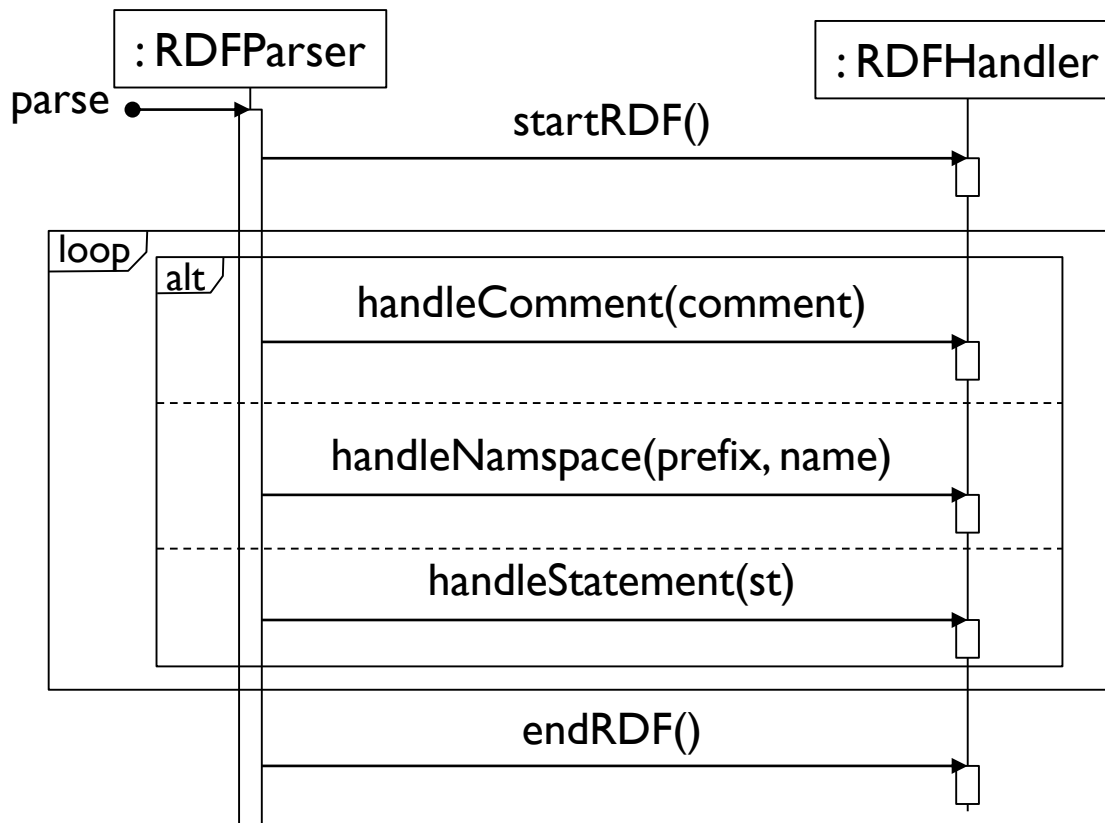 : RDFParser
: RDFHandler
parse
startRDF()
loop
alt
handleComment(comment)
handleNamspace(prefix, name)
handleStatement(st)
endRDF()